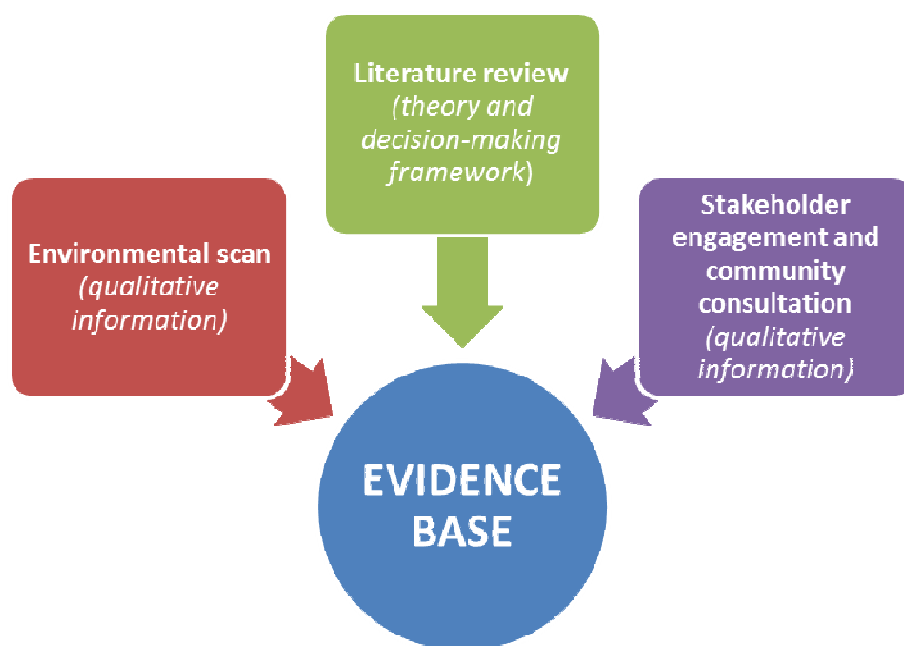 Literature review
(theory and
decision-making
framework)
Environmental scan
(qualitative
information)
Stakeholder
engagement and
community
consultation
(qualitative
information)
EVIDENCE
BASE